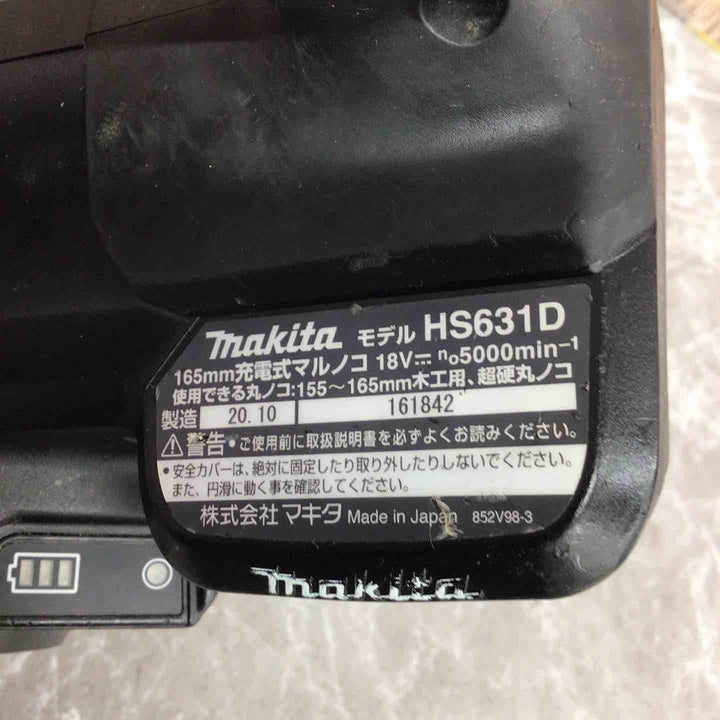 makita モデル HS631D
165mm充電式マルノコ 18V⎓ n₀5000min⁻¹
使用できる丸ノコ:155～165mm木工用、超硬丸ノコ
製造 20.10 161842
⚠警告・ご使用前に取扱説明書を必ずよくお読みください。
・安全カバーは、絶対に固定したり取り外したりしないでください。
また、円滑に動く事を確認してください。
株式会社 マキタ Made in Japan 852V98-3
makita